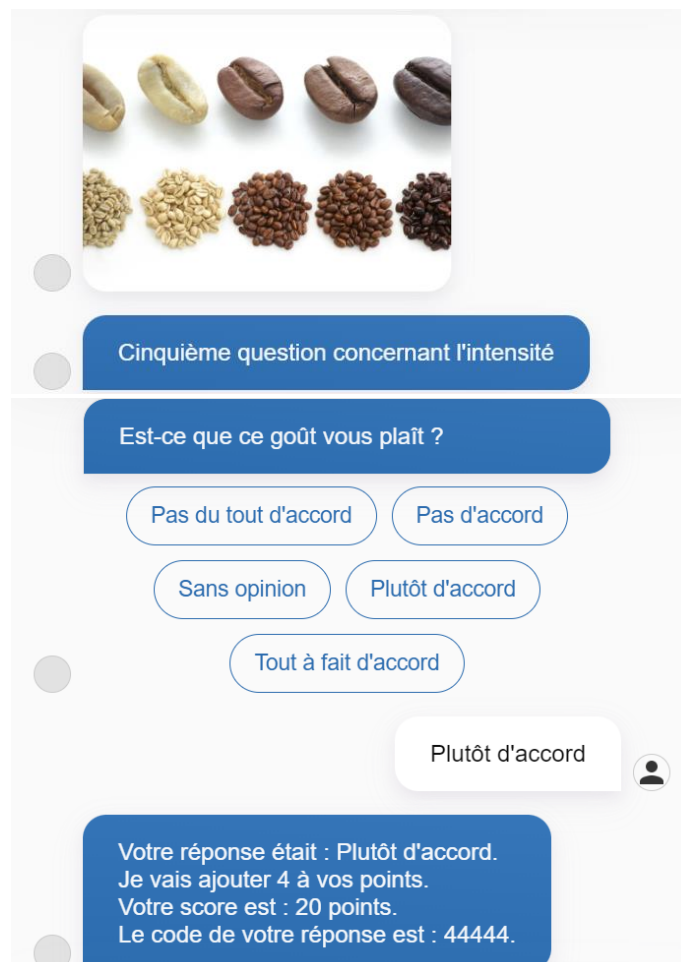 Cinquième question concernant l'intensité
Est-ce que ce goût vous plaît ?
Pas du tout d'accord
Pas d'accord
Sans opinion
Plutôt d'accord
Tout à fait d'accord
Plutôt d'accord
Votre réponse était : Plutôt d'accord.
Je vais ajouter 4 à vos points.
Votre score est : 20 points.
Le code de votre réponse est : 44444.